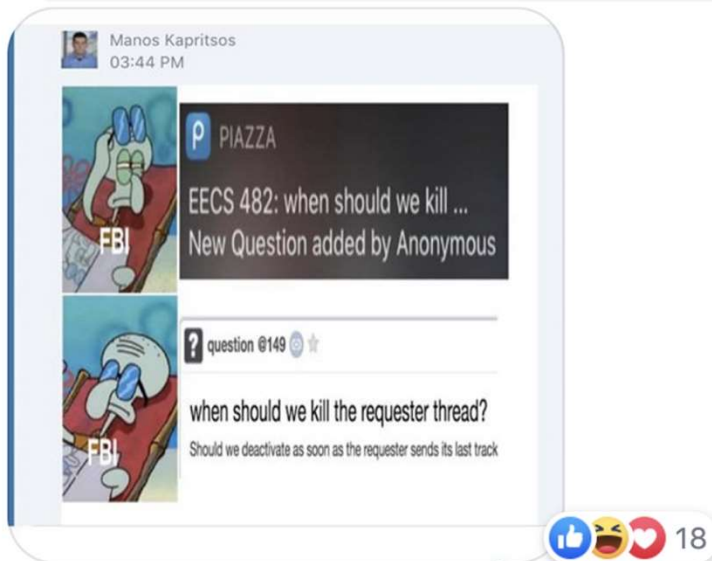 Manos Kapritsos
03:44 PM
PIAZZA
EECS 482: when should we kill ...
New Question added by Anonymous
FBI
question @149
when should we kill the requester thread?
Should we deactivate as soon as the requester sends its last track
FBI
18